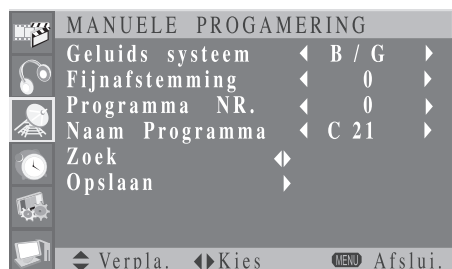 MANUELE PROGAMERING
Geluids systeem B / G
Fijnafstemming 0
Programma NR. 0
Naam Programma C 21
Zoek
Opslaan
Verpla. Kies MENU Afslui.